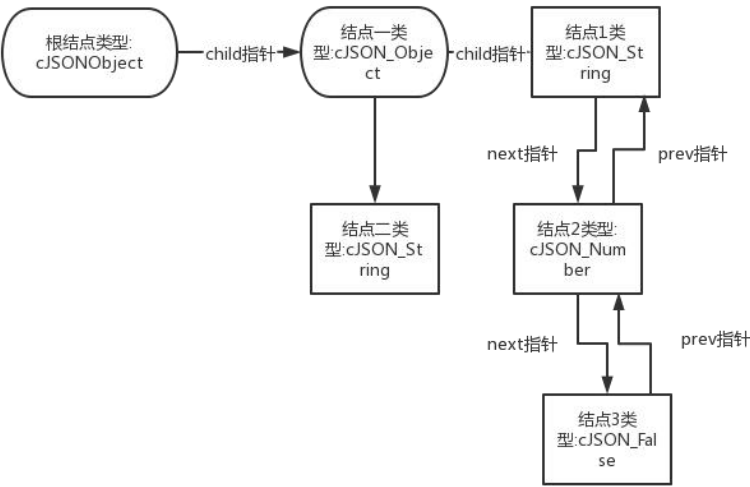 根结点类型:
cJSONObject
child指针
结点一类
型:cJSON_Obje
ct
child指针
结点1类
型:cJSON_St
ring
next指针
prev指针
结点二类
型:cJSON_St
ring
结点2类型:
cJSON_Num
ber
next指针
prev指针
结点3类
型:cJSON_Fal
se